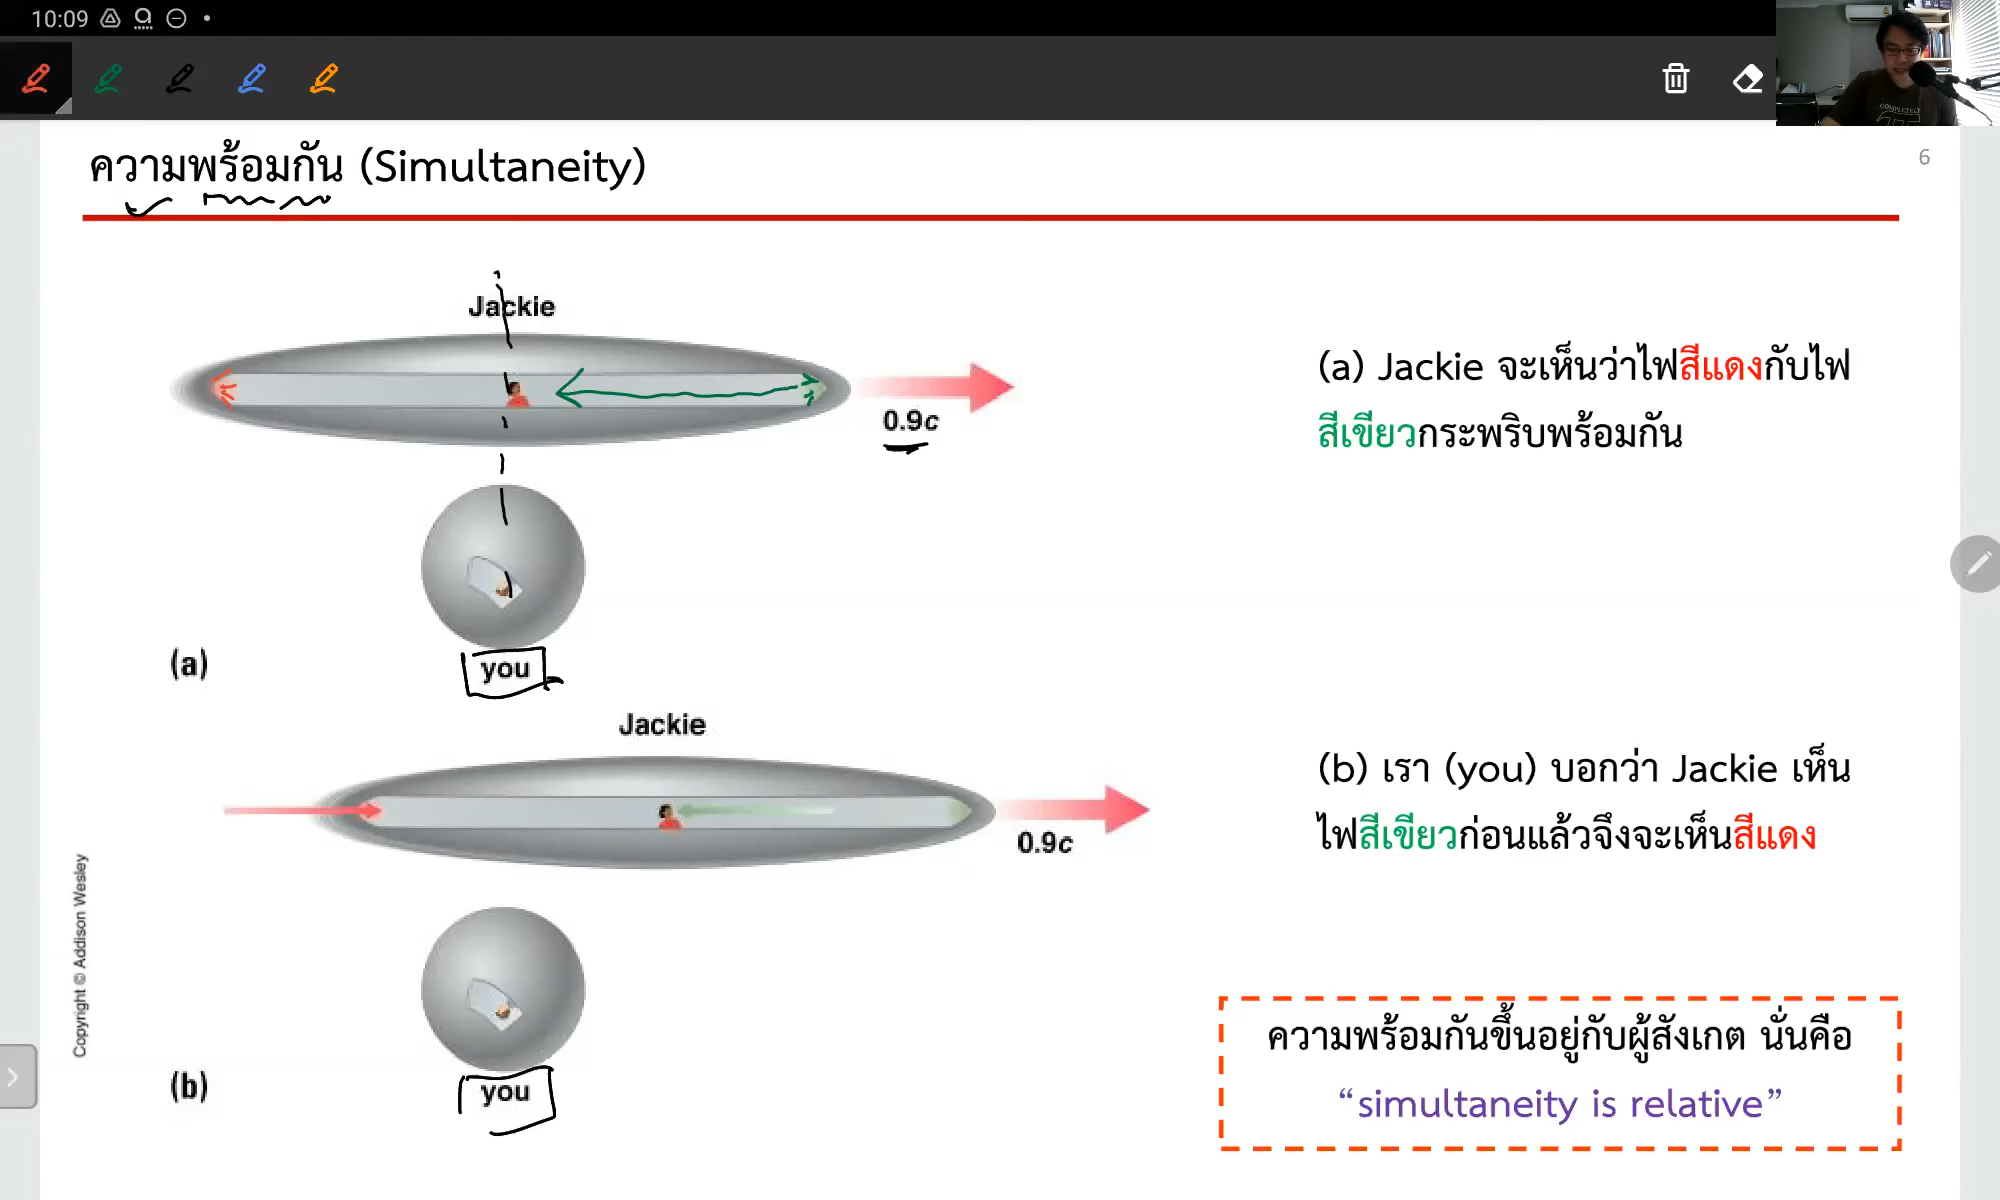 10:09
ความพร้อมกัน (Simultaneity)
6
Jackie
0.9c
you
(a)
(a) Jackie จะเห็นว่าไฟสีแดงกับไฟ
สีเขียวกระพริบพร้อมกัน
Jackie
0.9c
you
(b)
(b) เรา (you) บอกว่า Jackie เห็น
ไฟสีเขียวก่อนแล้วจึงจะเห็นสีแดง
Copyright © Addison Wesley
ความพร้อมกันขึ้นอยู่กับผู้สังเกต นั่นคือ
“simultaneity is relative”